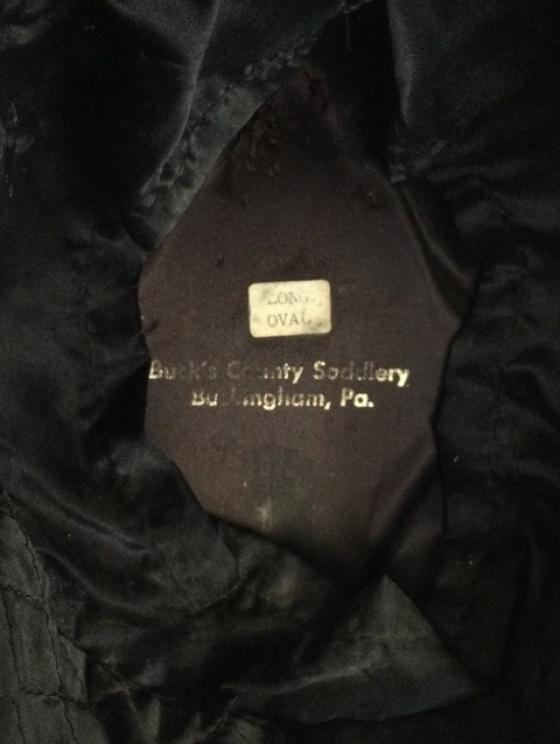 LONG
OVAL
Buck's County Saddlery
Buckingham, Pa.